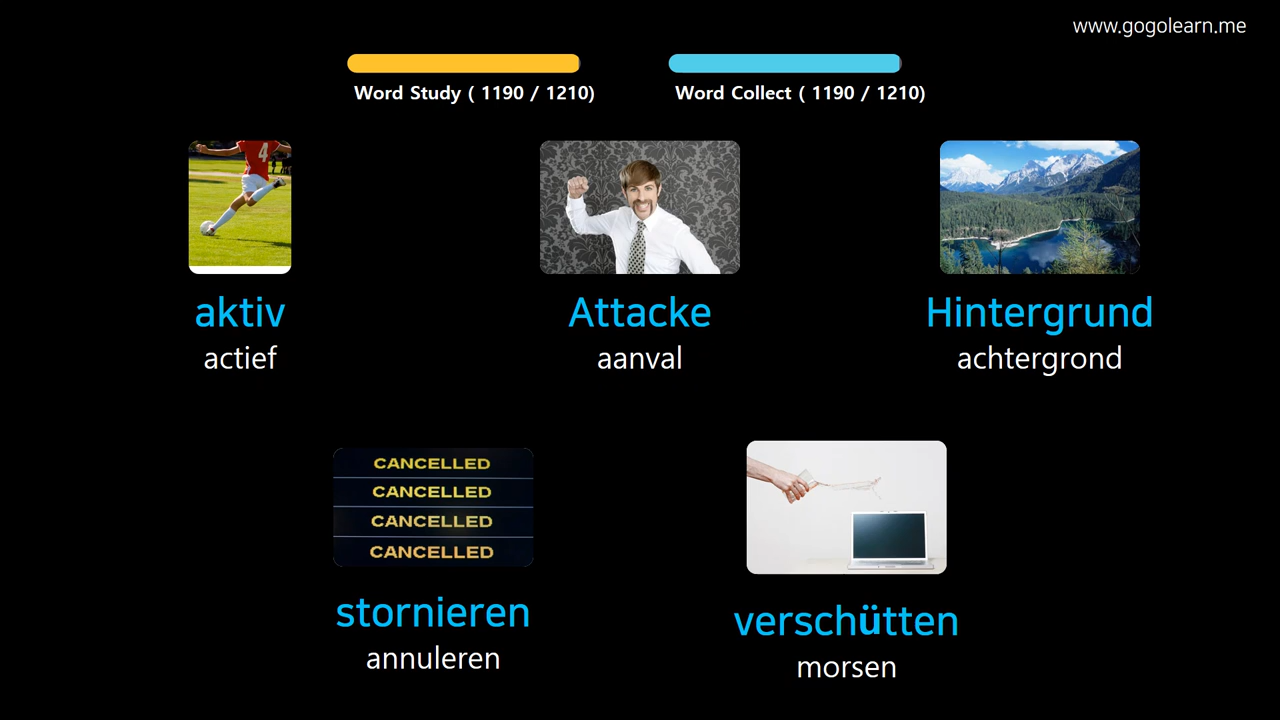 www.gogolearn.me
Word Study ( 1190 / 1210)
Word Collect ( 1190 / 1210)
4
aktiv
actief
Attacke
aanval
Hintergrund
achtergrond
CANCELLED
CANCELLED
CANCELLED
CANCELLED
stornieren
annuleren
verschütten
morsen